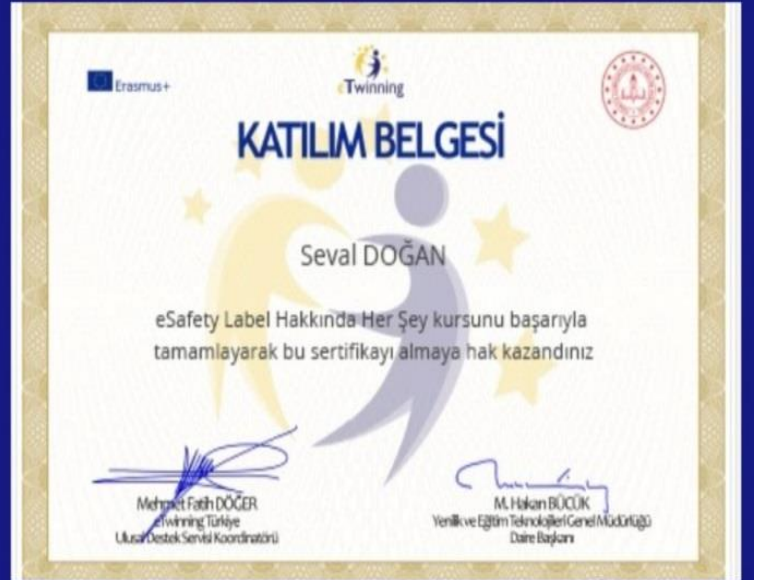 Erasmus+
eTwinning
KATILIM BELGESİ
Seval DOĞAN
eSafety Label Hakkında Her Şey kursunu başarıyla
tamamlayarak bu sertifikayı almaya hak kazandınız
Mehmet Fatih DÖĞER
eTwinning Türkiye
Ulusal Destek Servisi Koordinatörü
M. Hakan BÜCÜK
Yenilik ve Eğitim Teknolojileri Genel Müdürlüğü
Daire Başkanı